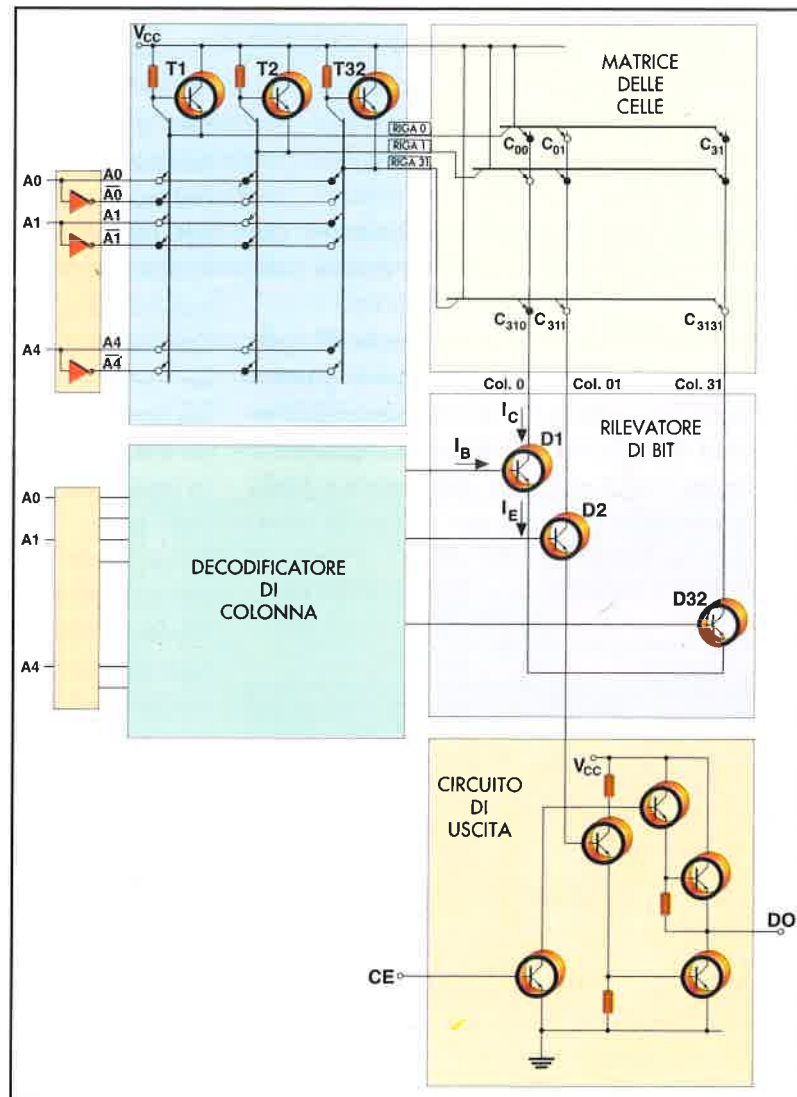 VCC
T1
T2
T32
MATRICE
DELLE
CELLE
RIGA 0
RIGA 1
RIGA 31
C00
C01
C31
A0
A0
A0
A1
A1
A1
A4
A4
A4
C310
C311
C3131
Col. 0
Col. 01
Col. 31
IC
RILEVATORE
DI BIT
IB
D1
A0
IE
D2
A1
DECODIFICATORE
DI
COLONNA
D32
A4
VCC
CIRCUITO
DI
USCITA
DO
CE